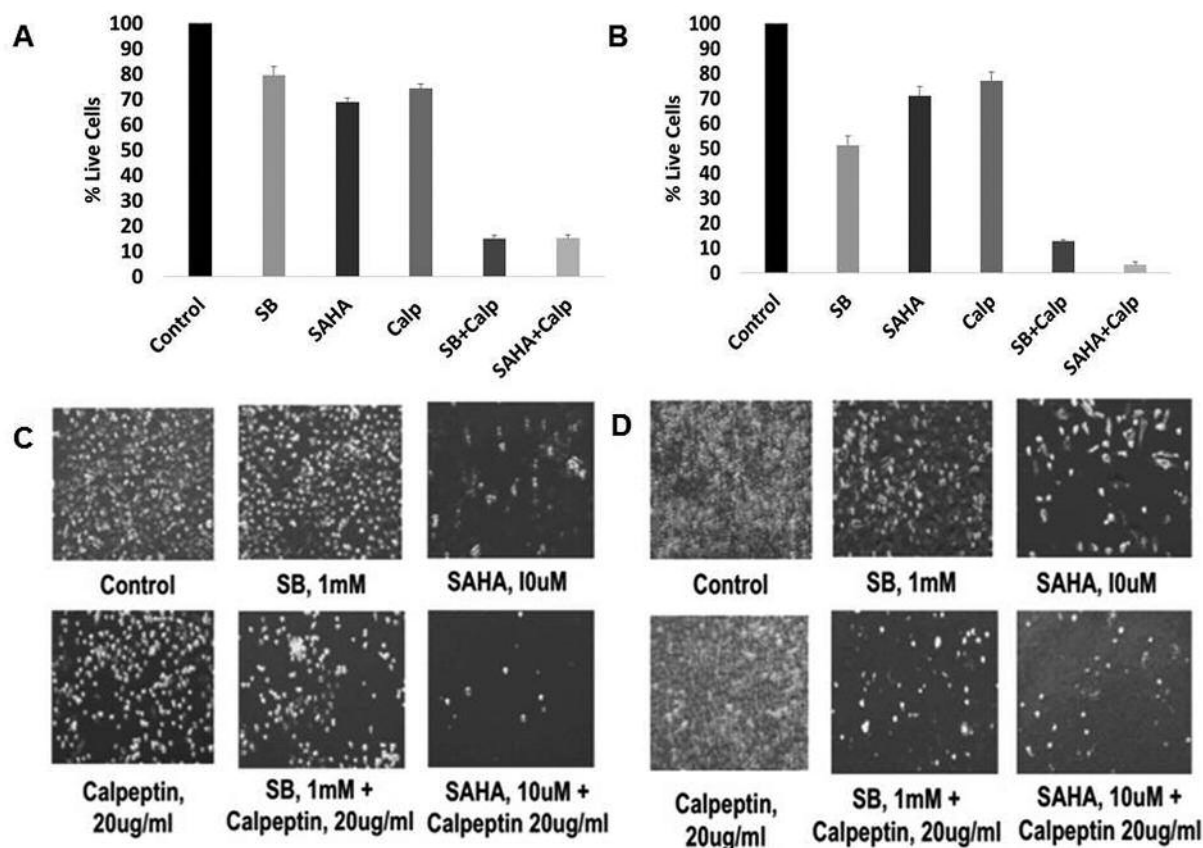 A
% Live Cells
100
90
80
70
60
50
40
30
20
10
0
Control
SB
SAHA
Calp
SB+Calp
SAHA+Calp
B
% Live Cells
100
90
80
70
60
50
40
30
20
10
0
Control
SB
SAHA
Calp
SB+Calp
SAHA+Calp
C
Control
SB, 1mM
SAHA, I0uM
Calpeptin,
20ug/ml
SB, 1mM +
Calpeptin, 20ug/ml
SAHA, 10uM +
Calpeptin 20ug/ml
D
Control
SB, 1mM
SAHA, I0uM
Calpeptin,
20ug/ml
SB, 1mM +
Calpeptin, 20ug/ml
SAHA, 10uM +
Calpeptin 20ug/ml